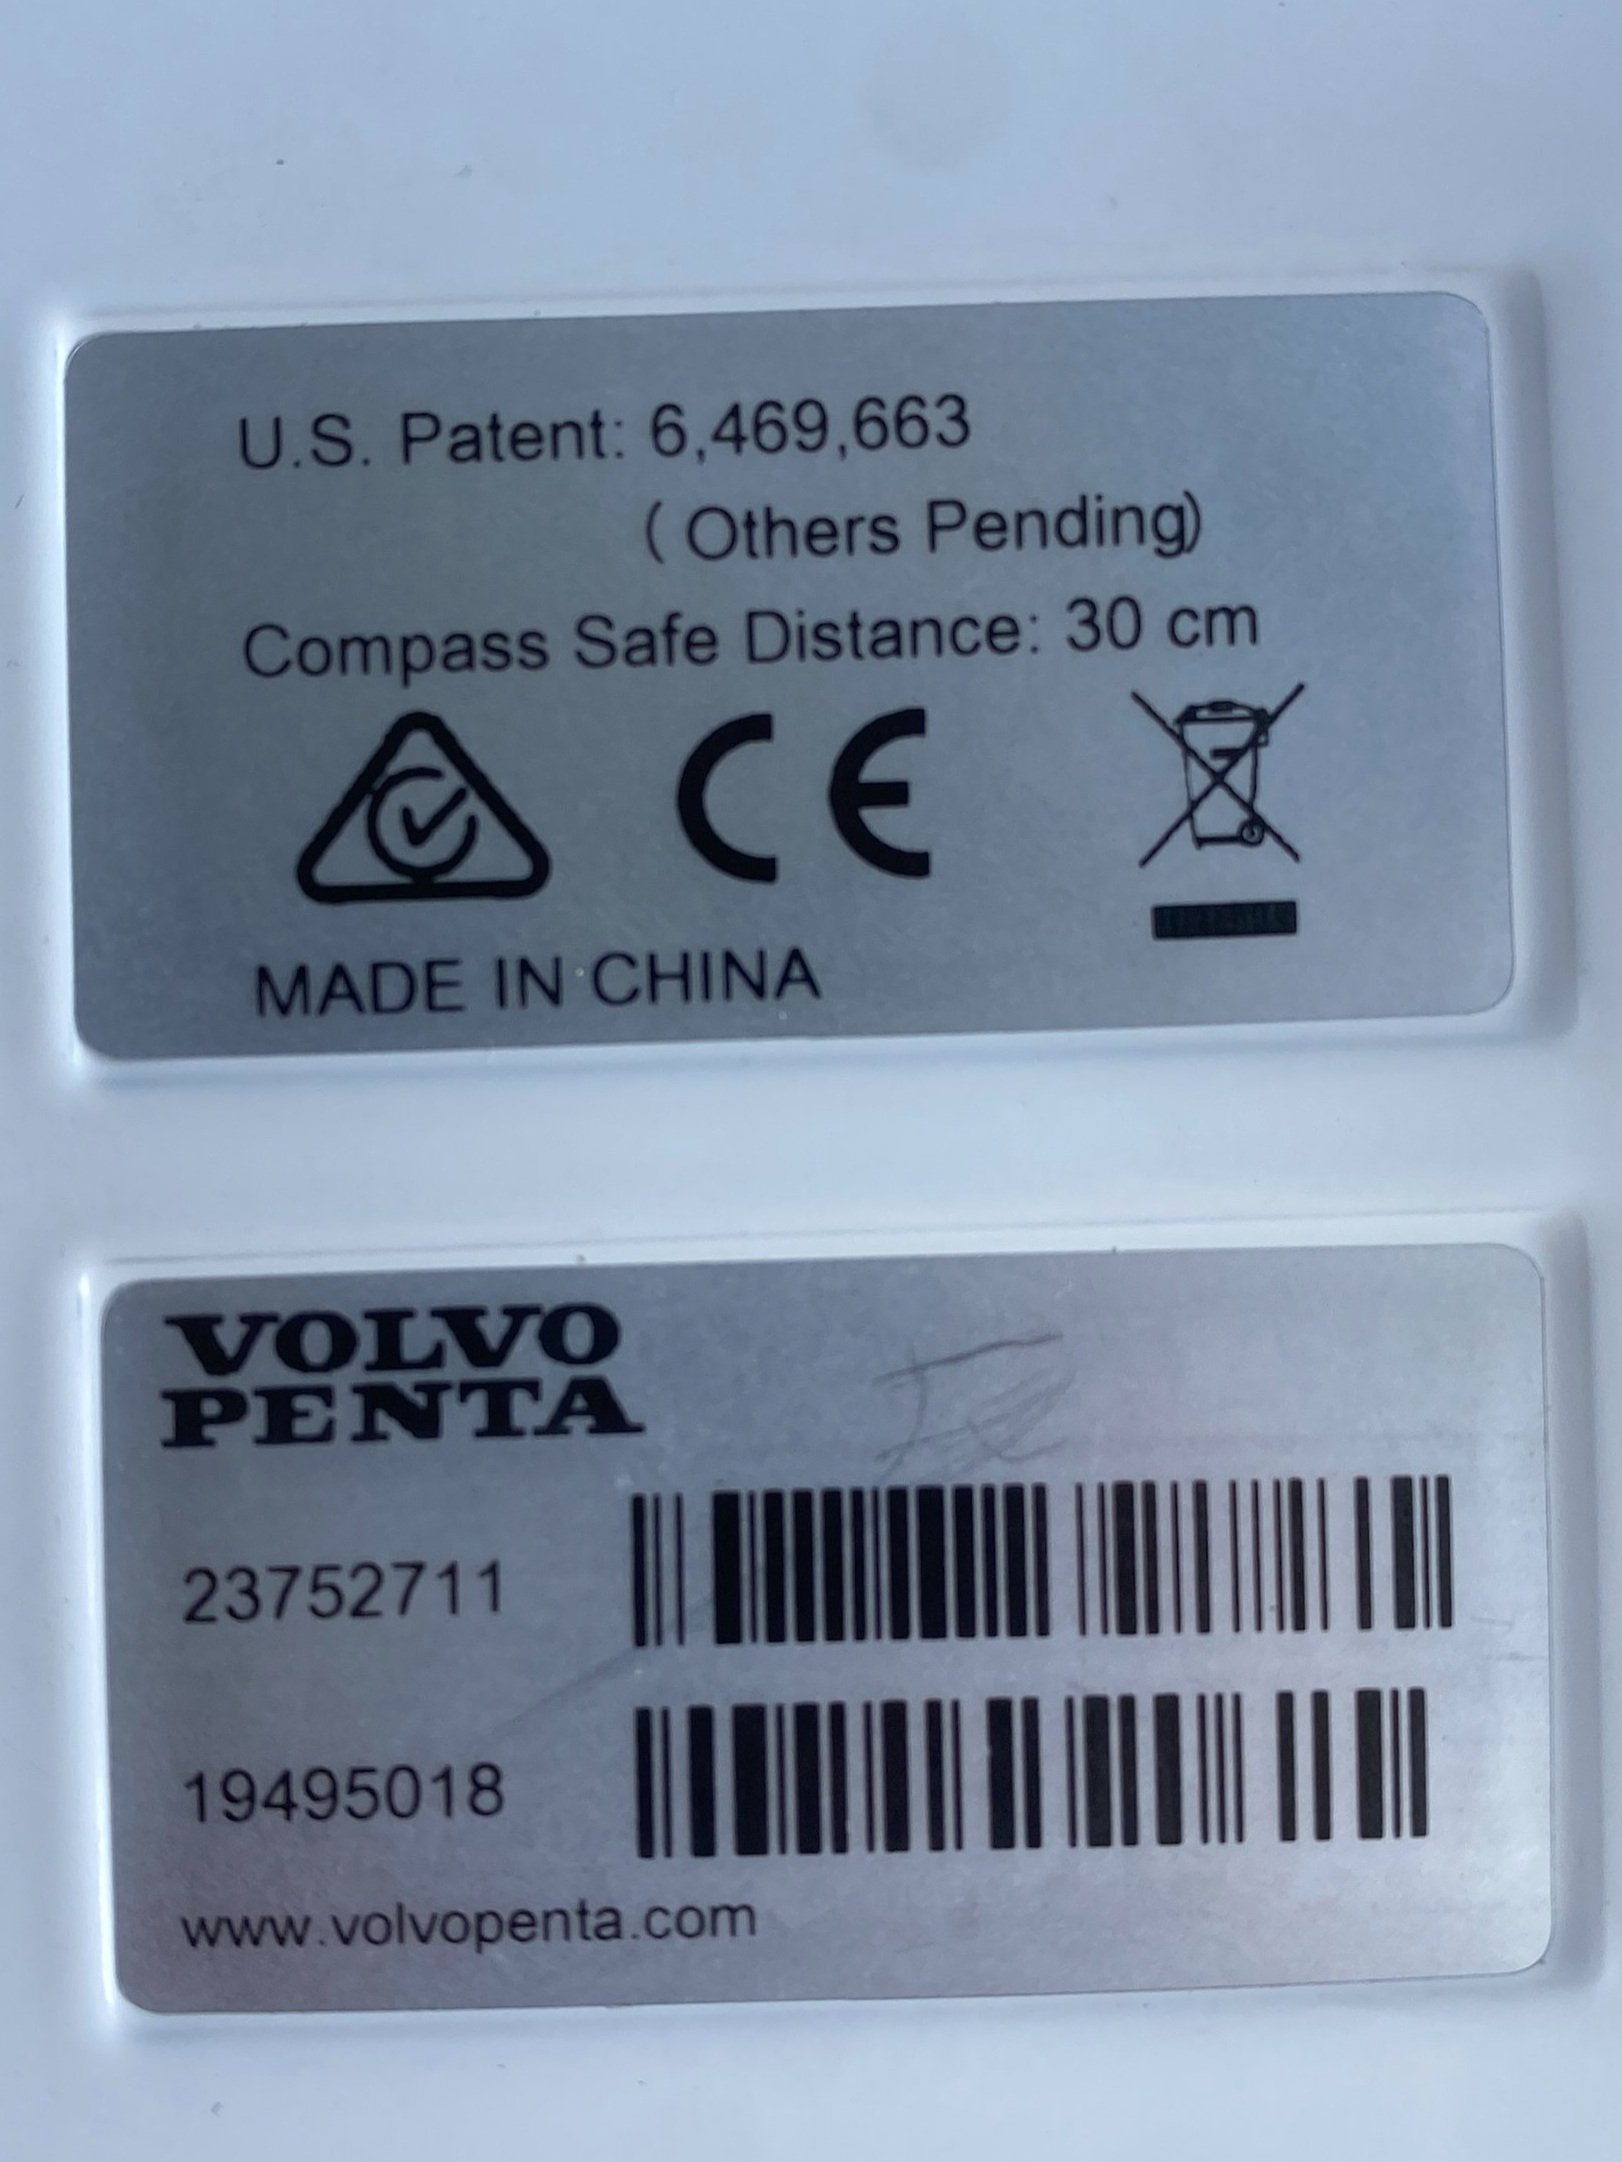 U.S. Patent: 6,469,663
( Others Pending)
Compass Safe Distance: 30 cm
CE
MADE IN CHINA
VOLVO
PENTA
23752711
19495018
www.volvopenta.com